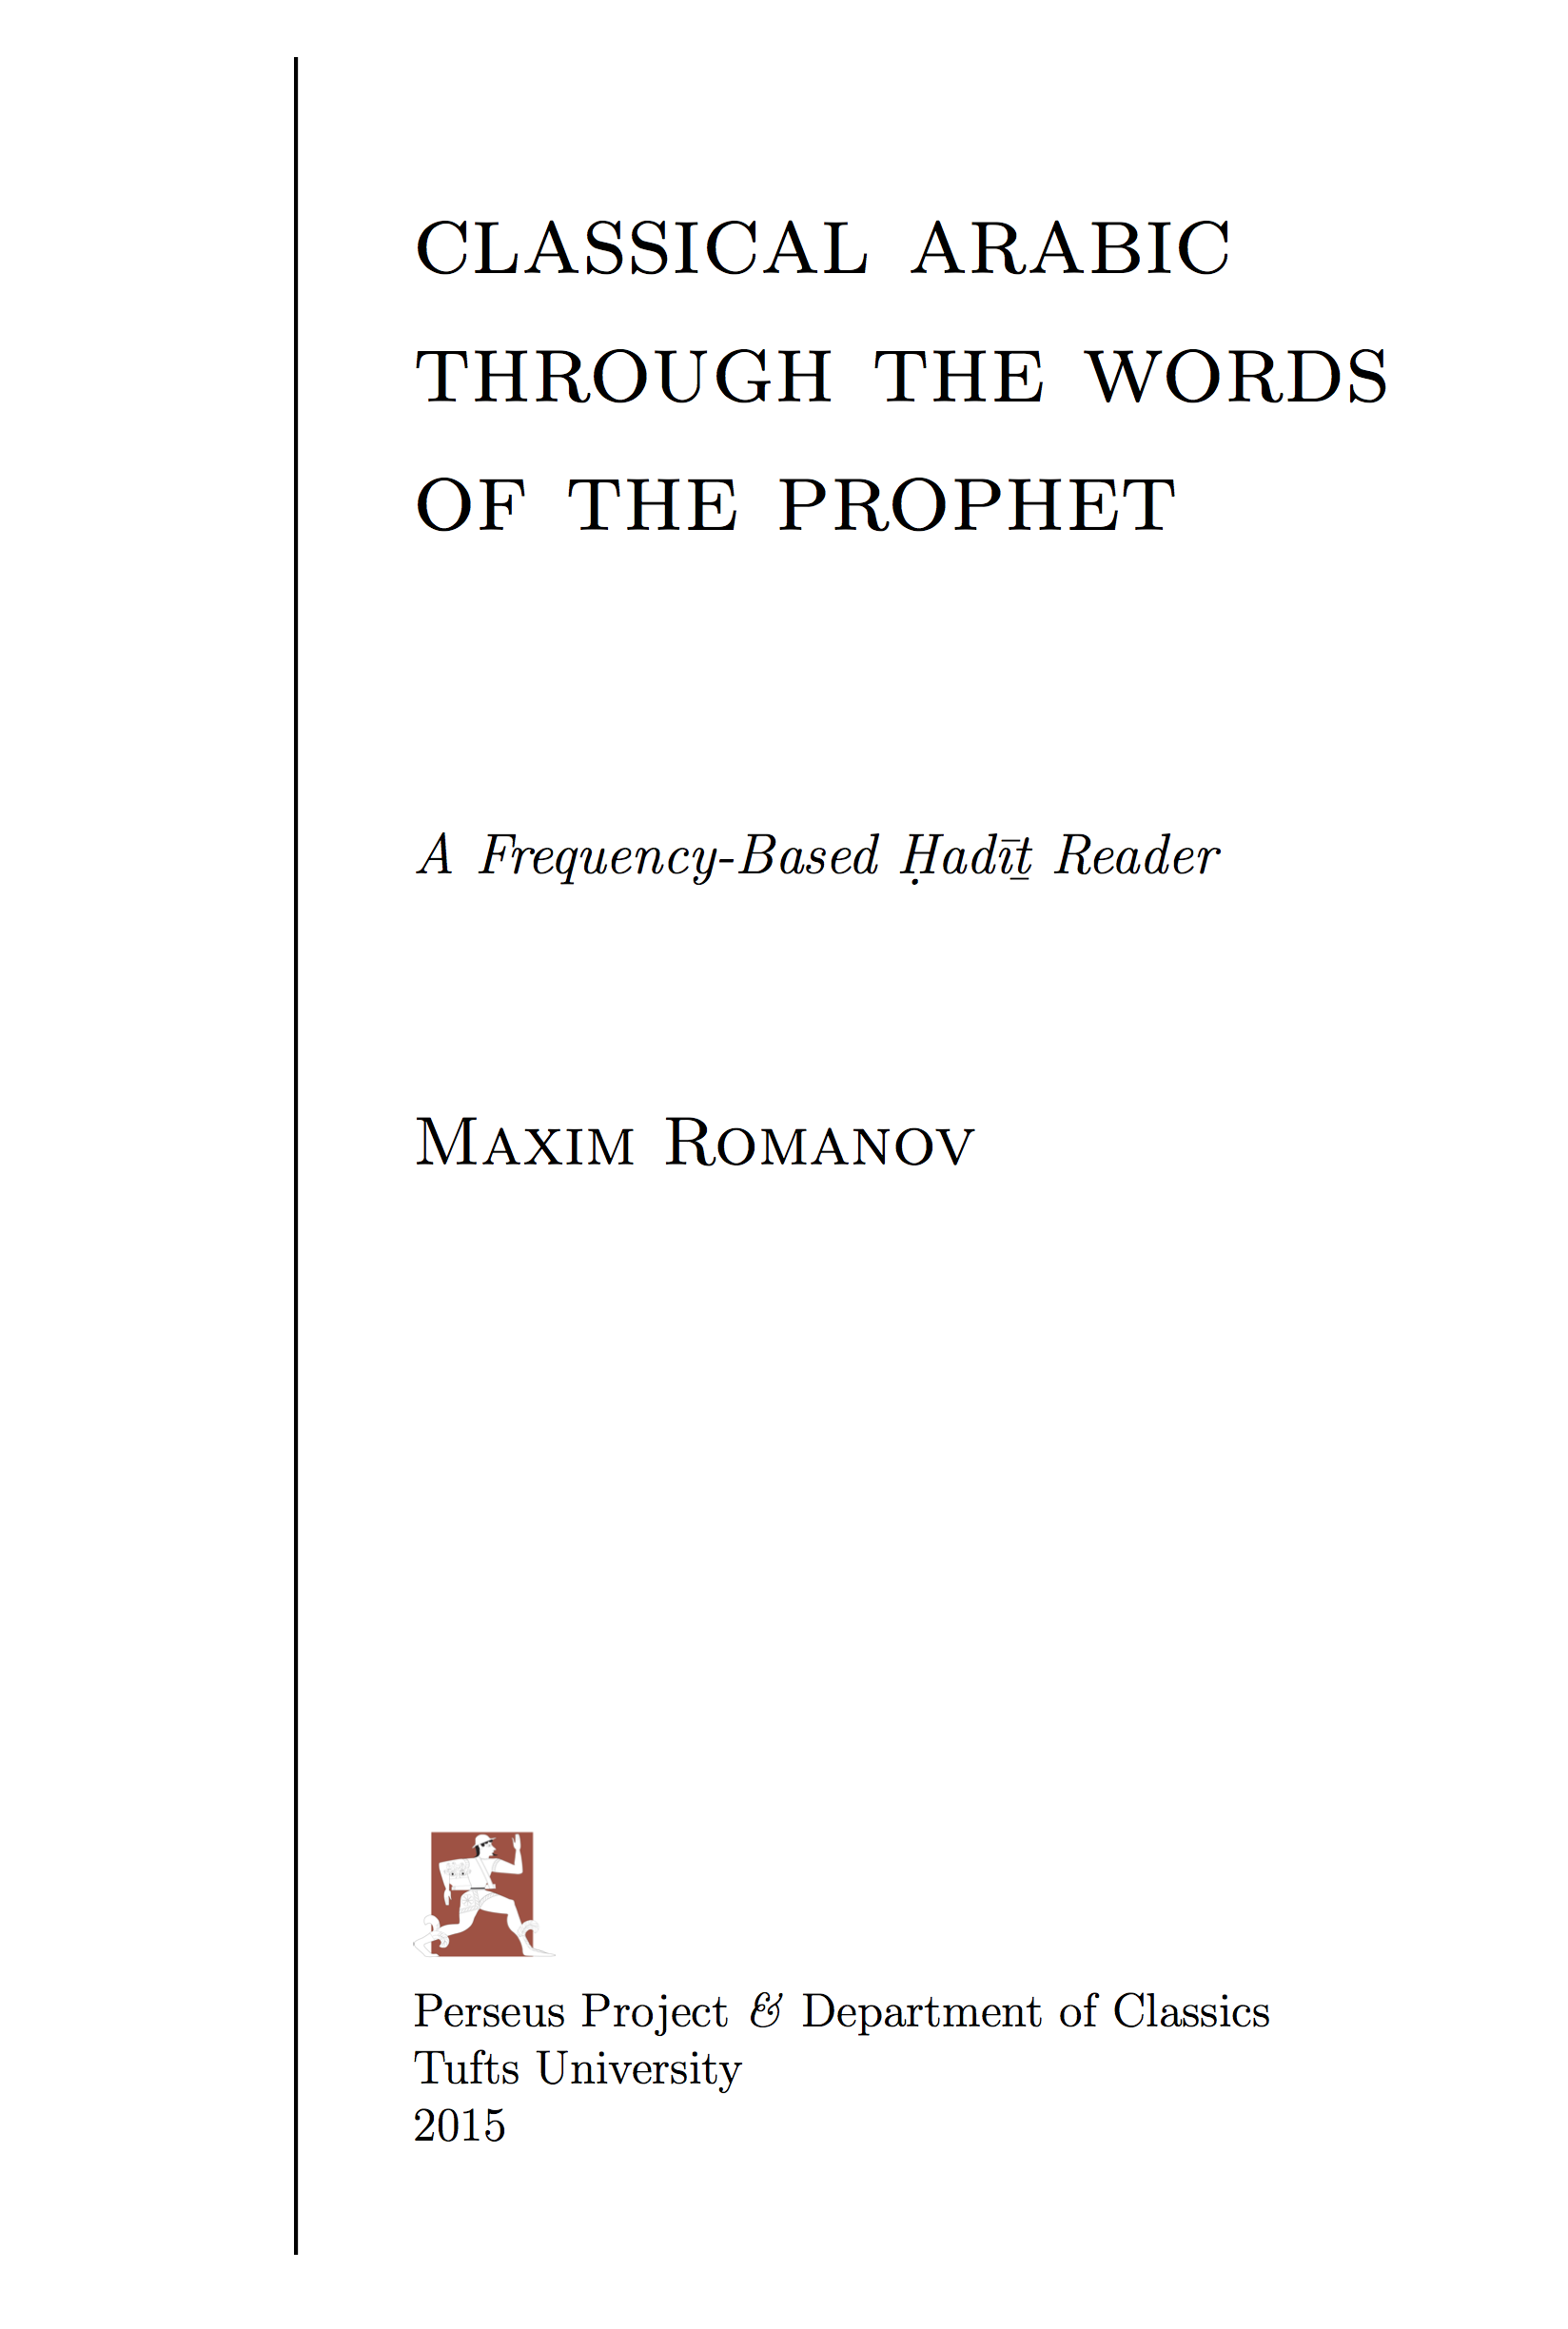 CLASSICAL ARABIC
THROUGH THE WORDS
OF THE PROPHET
A Frequency-Based Ḥadīṯ Reader
Maxim Romanov
Perseus Project & Department of Classics
Tufts University
2015